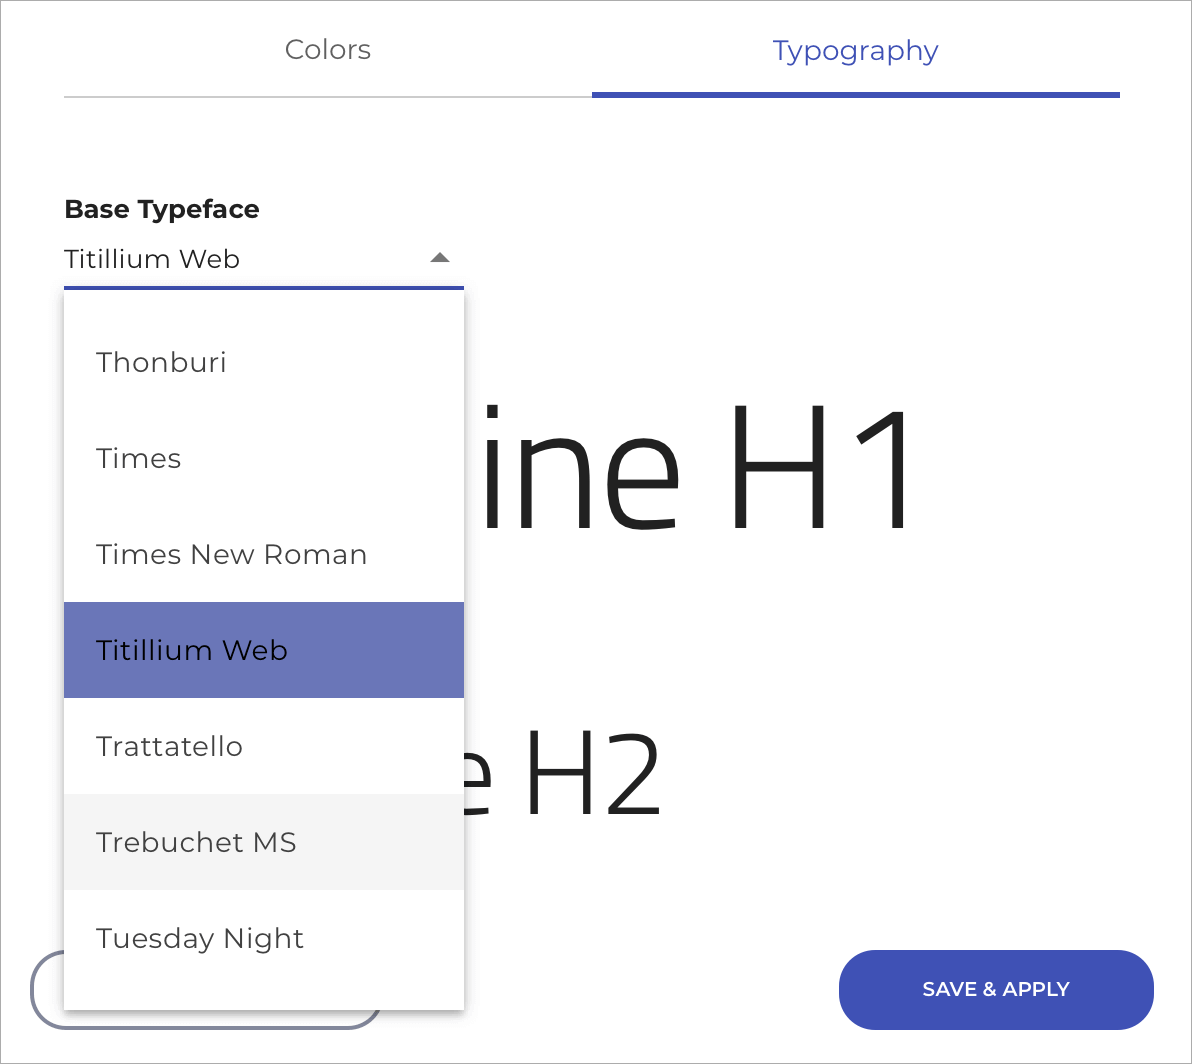 Colors
Typography
Base Typeface
Titillium Web
Thonburi
Times
ine H1
Times New Roman
Titillium Web
Trattatello
e H2
Trebuchet MS
Tuesday Night
SAVE & APPLY